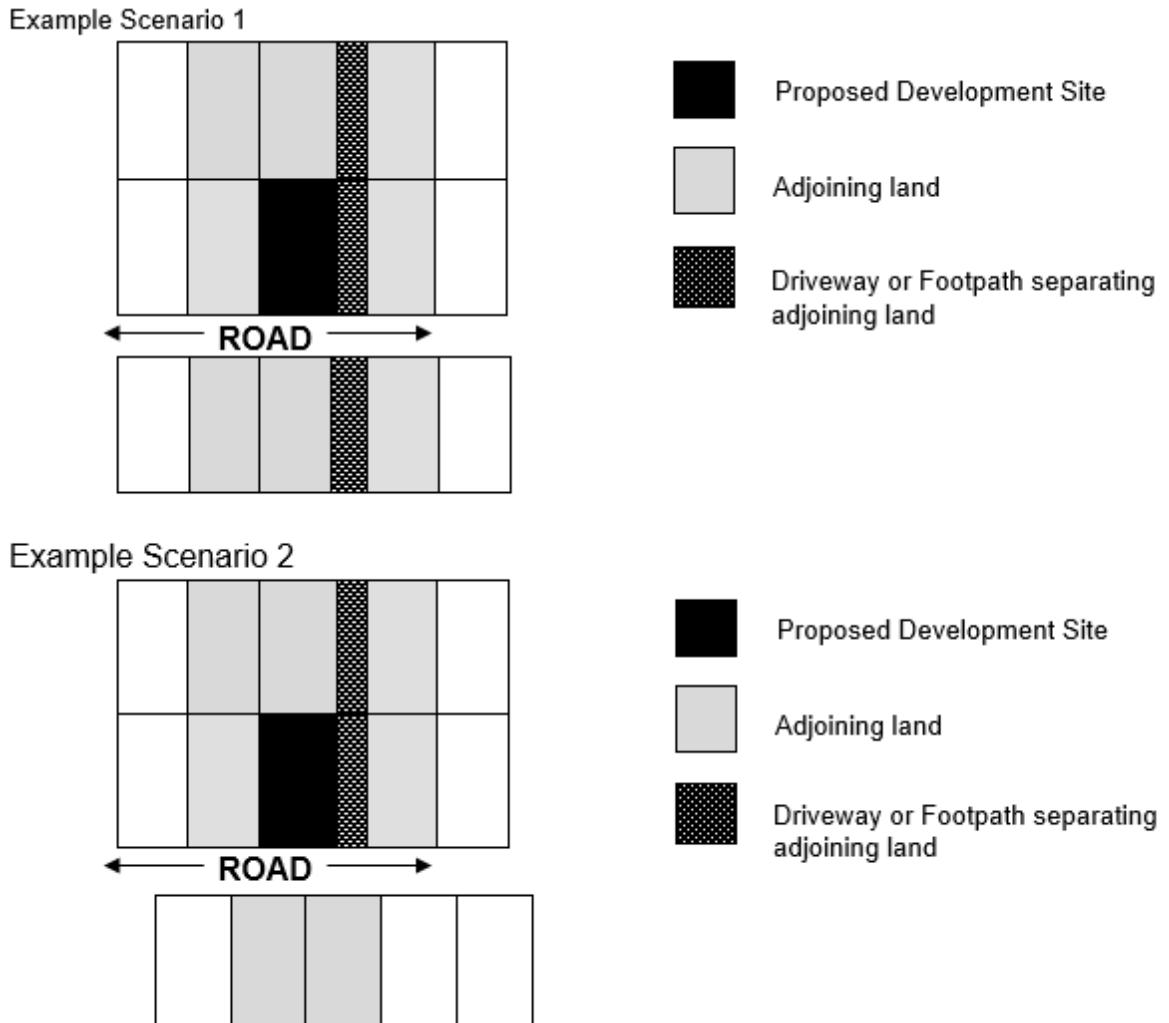 Example Scenario 1
Proposed Development Site
Adjoining land
Driveway or Footpath separating
adjoining land
ROAD
Example Scenario 2
Proposed Development Site
Adjoining land
Driveway or Footpath separating
adjoining land
ROAD